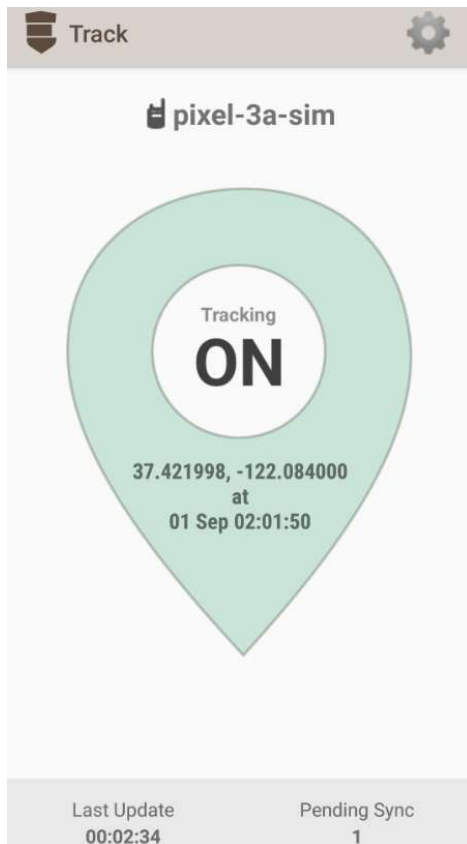 Track
pixel-3a-sim
Tracking
ON
37.421998, -122.084000
at
01 Sep 02:01:50
Last Update
00:02:34
Pending Sync
1